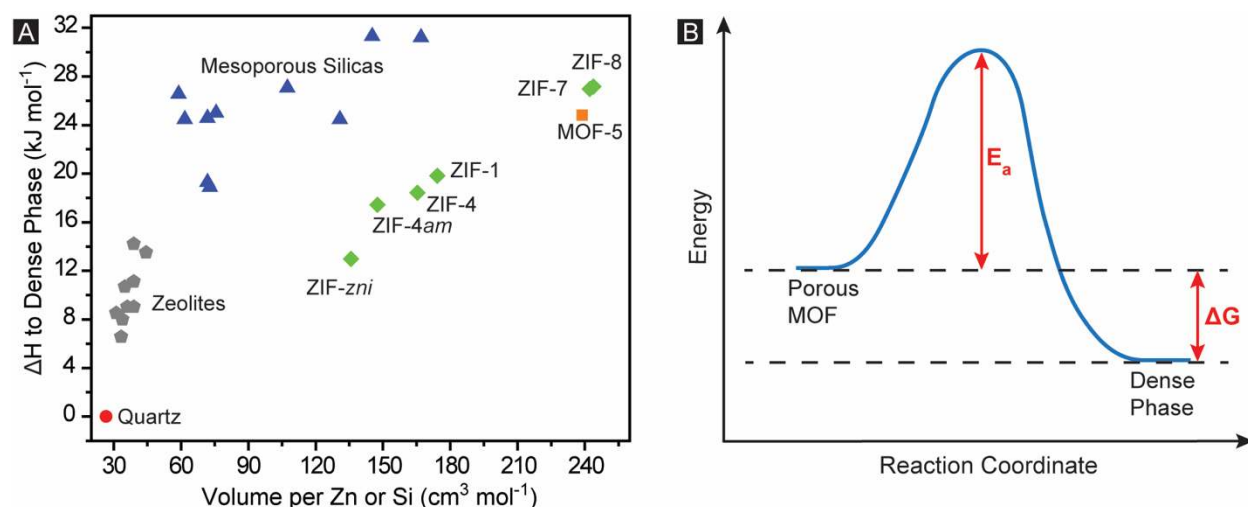 A
ΔH to Dense Phase (kJ mol⁻¹)
32
28
24
20
16
12
8
4
0
Mesoporous Silicas
ZIF-8
ZIF-7
MOF-5
ZIF-1
ZIF-4
ZIF-4am
ZIF-zni
Zeolites
Quartz
30 60 90 120 150 180 210 240
Volume per Zn or Si (cm³ mol⁻¹)
B
Energy
Eₐ
Porous
MOF
ΔG
Dense
Phase
Reaction Coordinate